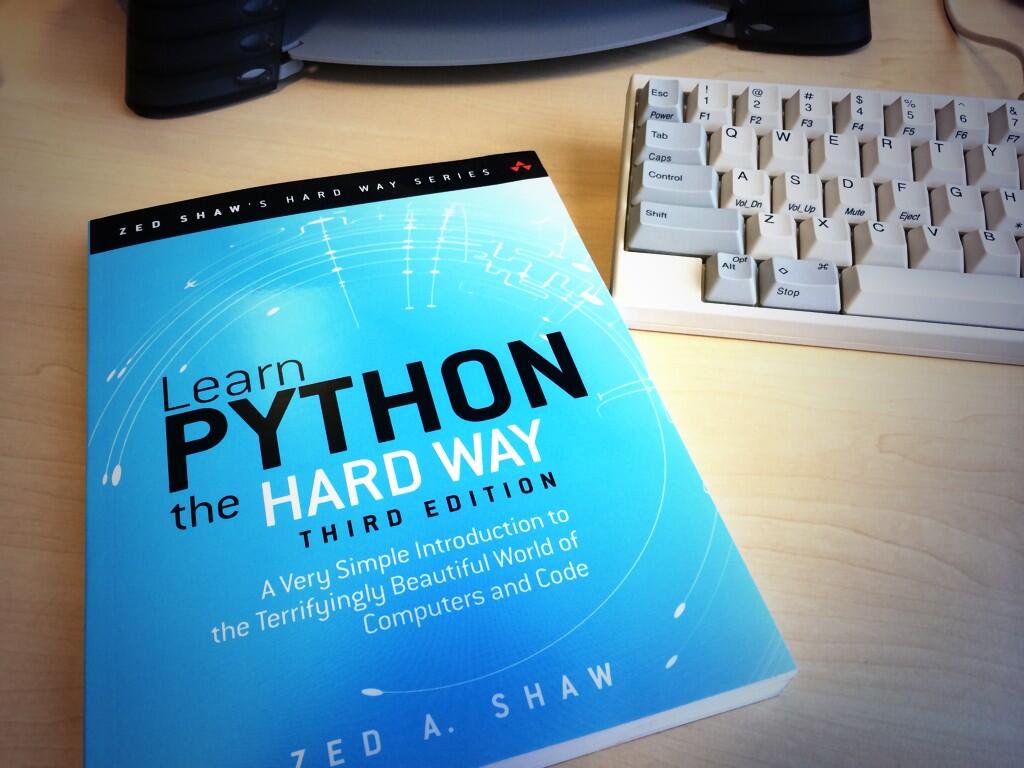 ZED SHAW'S HARD WAY SERIES
Learn
PYTHON
the HARD WAY
THIRD EDITION
A Very Simple Introduction to
the Terrifyingly Beautiful World of
Computers and Code
ZED A. SHAW
Esc ! 1 @ 2 # 3 $ 4 % 5 ^ 6 & 7
Power F1 F2 F3 F4 F5 F6 F7
Tab Q W E R T Y
Caps
Control A S D F G H
Vol_Dn Vol_Up Mute Eject *
Shift Z X C V B
Alt Opt ◇ ⌘
Stop